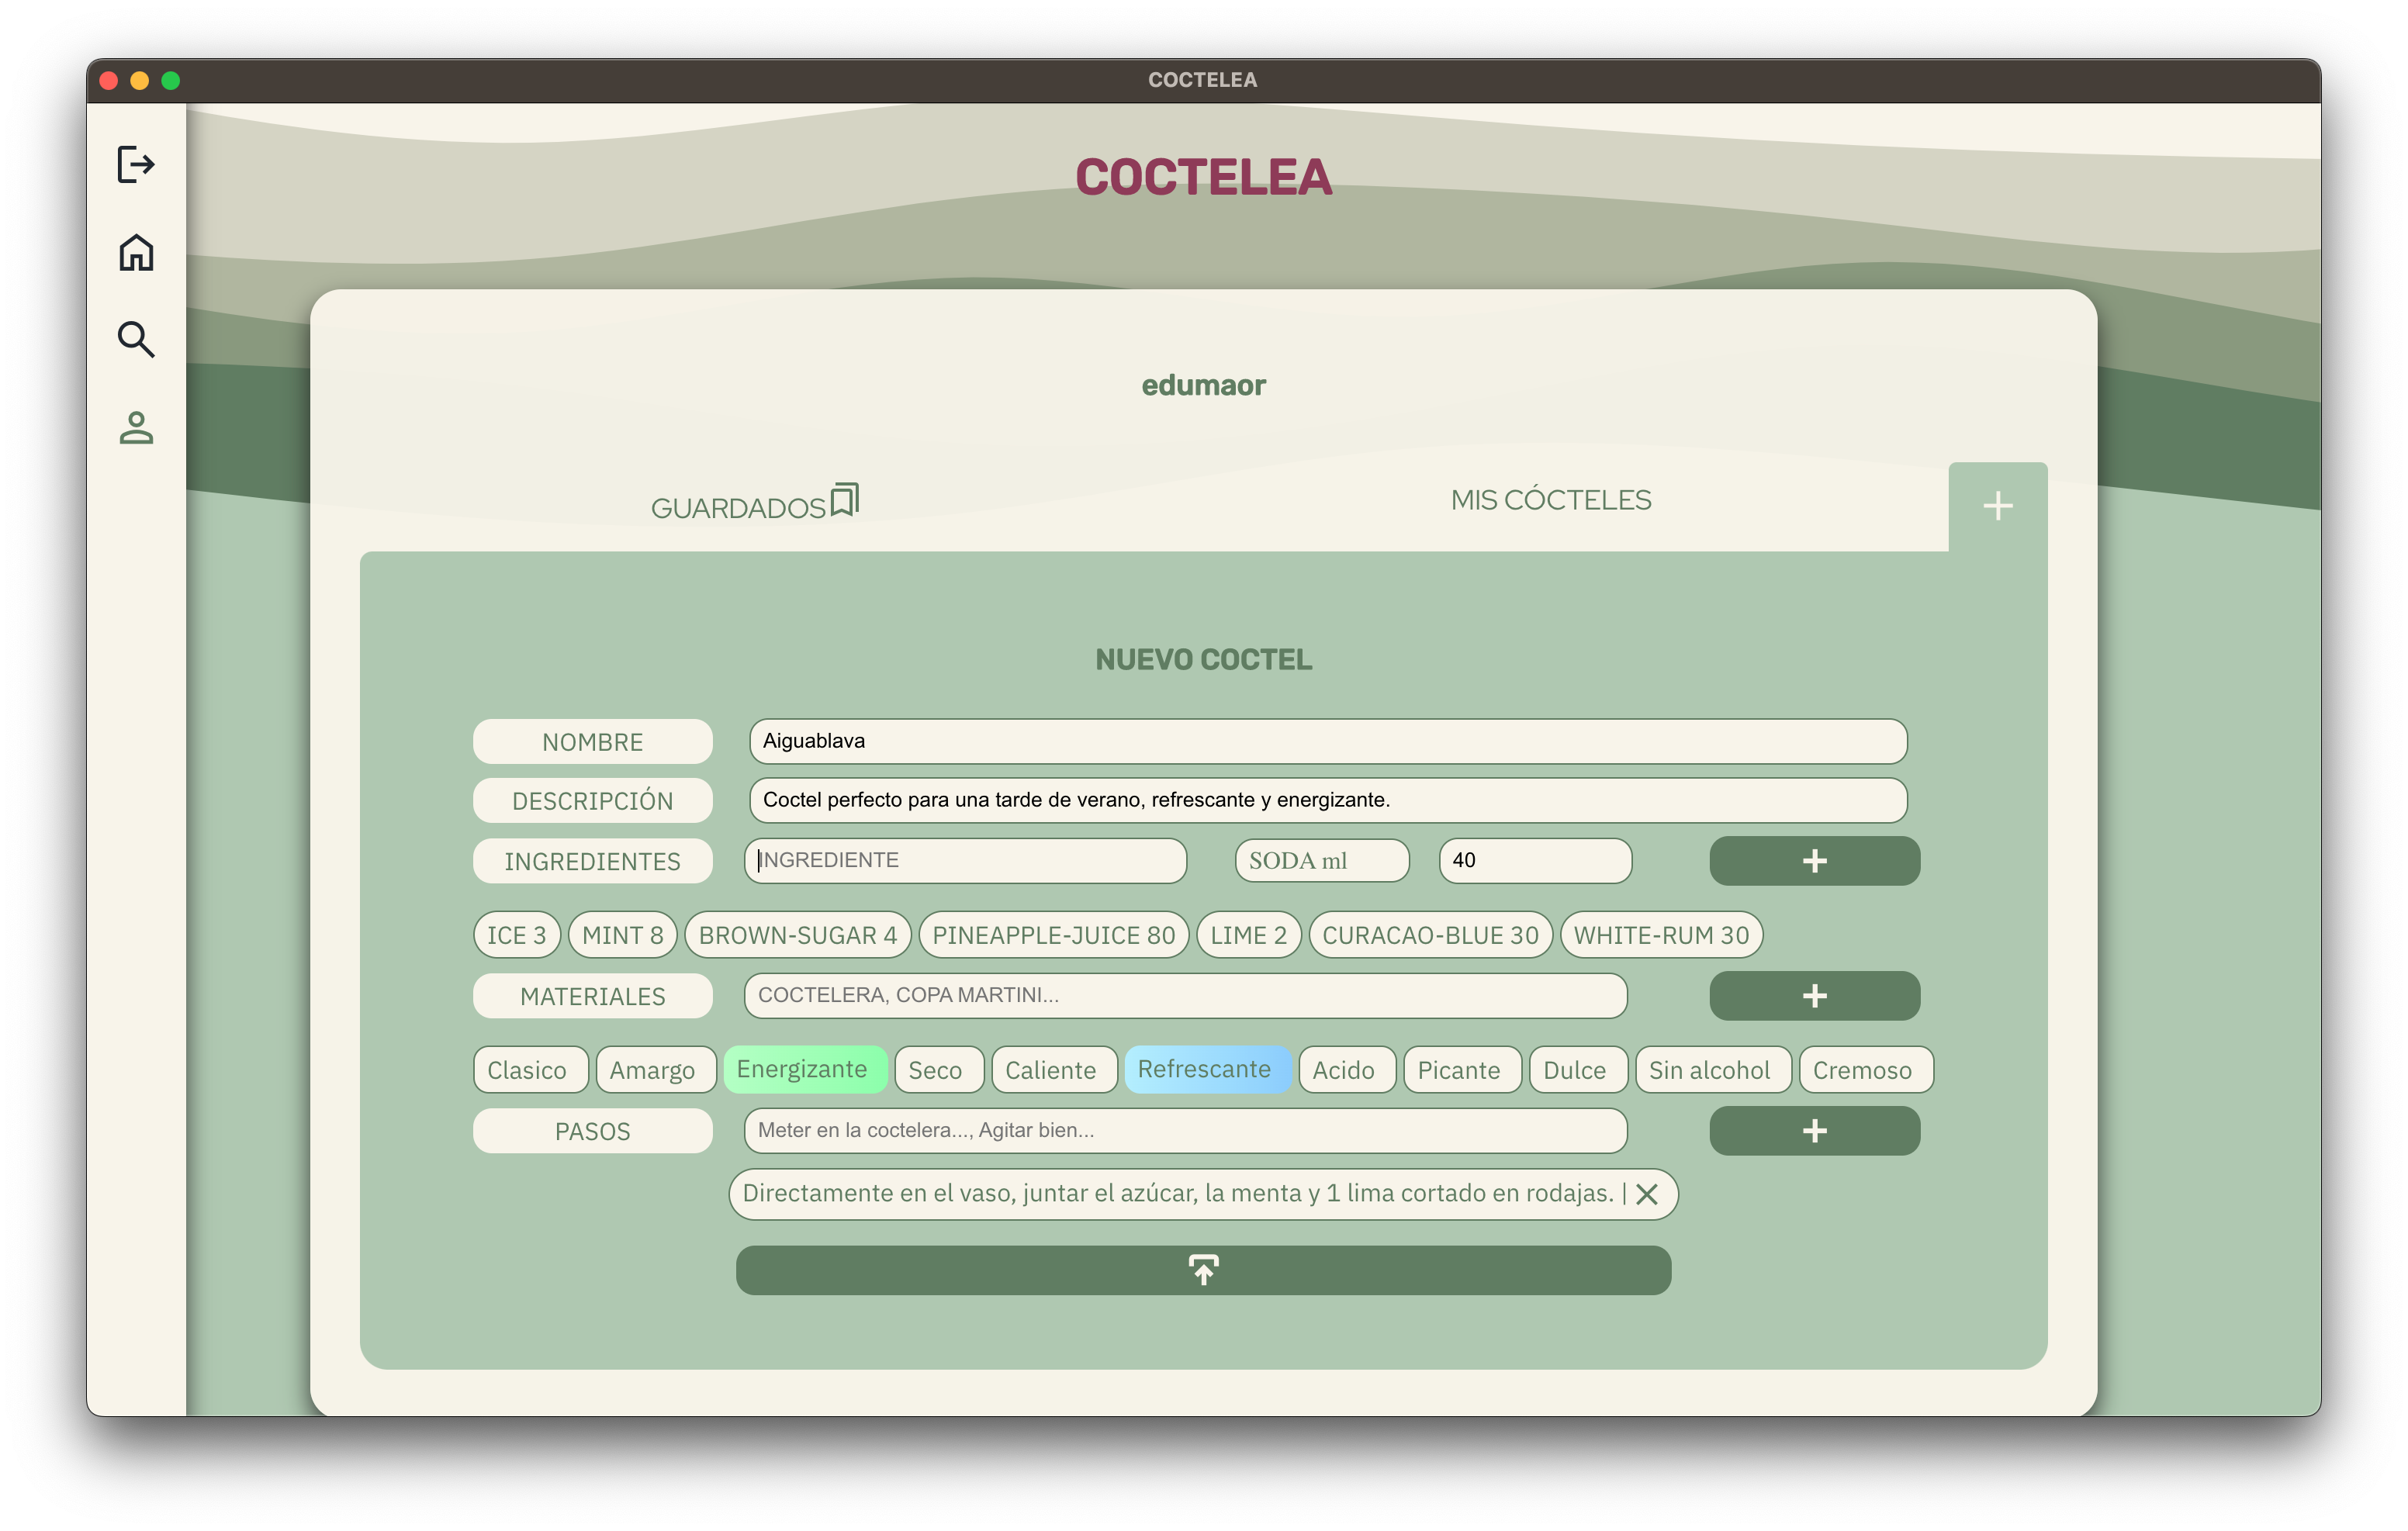 COCTELEA
COCTELEA
edumaor
GUARDADOS
MIS CÓCTELES
NUEVO COCTEL
NOMBRE Aiguablava
DESCRIPCIÓN Coctel perfecto para una tarde de verano, refrescante y energizante.
INGREDIENTES INGREDIENTE SODA ml 40 +
ICE 3 MINT 8 BROWN-SUGAR 4 PINEAPPLE-JUICE 80 LIME 2 CURACAO-BLUE 30 WHITE-RUM 30
MATERIALES COCTELERA, COPA MARTINI... +
Clasico Amargo Energizante Seco Caliente Refrescante Acido Picante Dulce Sin alcohol Cremoso
PASOS Meter en la coctelera..., Agitar bien... +
Directamente en el vaso, juntar el azúcar, la menta y 1 lima cortado en rodajas. |